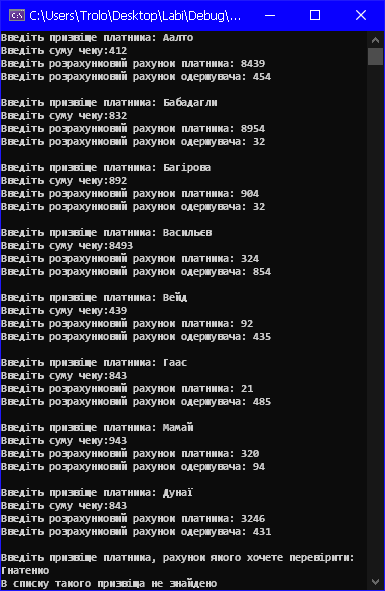 C:\Users\Trolo\Desktop\Labi\Debug\...
Введіть призвіще платника: Аалто
Введіть суму чеку:412
Введіть розрахунковий рахунок платника: 8439
Введіть розрахунковий рахунок одержувача: 454
Введіть призвіще платника: Бабадагли
Введіть суму чеку:832
Введіть розрахунковий рахунок платника: 8954
Введіть розрахунковий рахунок одержувача: 32
Введіть призвіще платника: Багірова
Введіть суму чеку:892
Введіть розрахунковий рахунок платника: 904
Введіть розрахунковий рахунок одержувача: 32
Введіть призвіще платника: Васильєв
Введіть суму чеку:8493
Введіть розрахунковий рахунок платника: 324
Введіть розрахунковий рахунок одержувача: 854
Введіть призвіще платника: Вейд
Введіть суму чеку:439
Введіть розрахунковий рахунок платника: 92
Введіть розрахунковий рахунок одержувача: 435
Введіть призвіще платника: Гаас
Введіть суму чеку:843
Введіть розрахунковий рахунок платника: 21
Введіть розрахунковий рахунок одержувача: 485
Введіть призвіще платника: Мамай
Введіть суму чеку:943
Введіть розрахунковий рахунок платника: 320
Введіть розрахунковий рахунок одержувача: 94
Введіть призвіще платника: Дунаї
Введіть суму чеку:843
Введіть розрахунковий рахунок платника: 3246
Введіть розрахунковий рахунок одержувача: 431
Введіть призвіще платника, рахунок якого хочете перевірити:
Гнатенко
В списку такого призвіща не знайдено